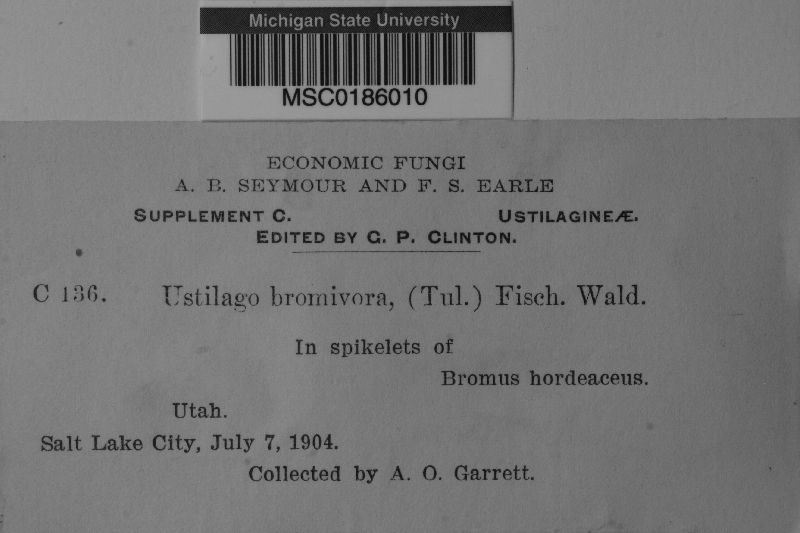 Michigan State University
MSC0186010
ECONOMIC FUNGI
A. B. SEYMOUR AND F. S. EARLE
SUPPLEMENT C. USTILAGINEÆ.
EDITED BY G. P. CLINTON.
C 136. Ustilago bromivora, (Tul.) Fisch. Wald.
In spikelets of
Bromus hordeaceus.
Utah.
Salt Lake City, July 7, 1904.
Collected by A. O. Garrett.